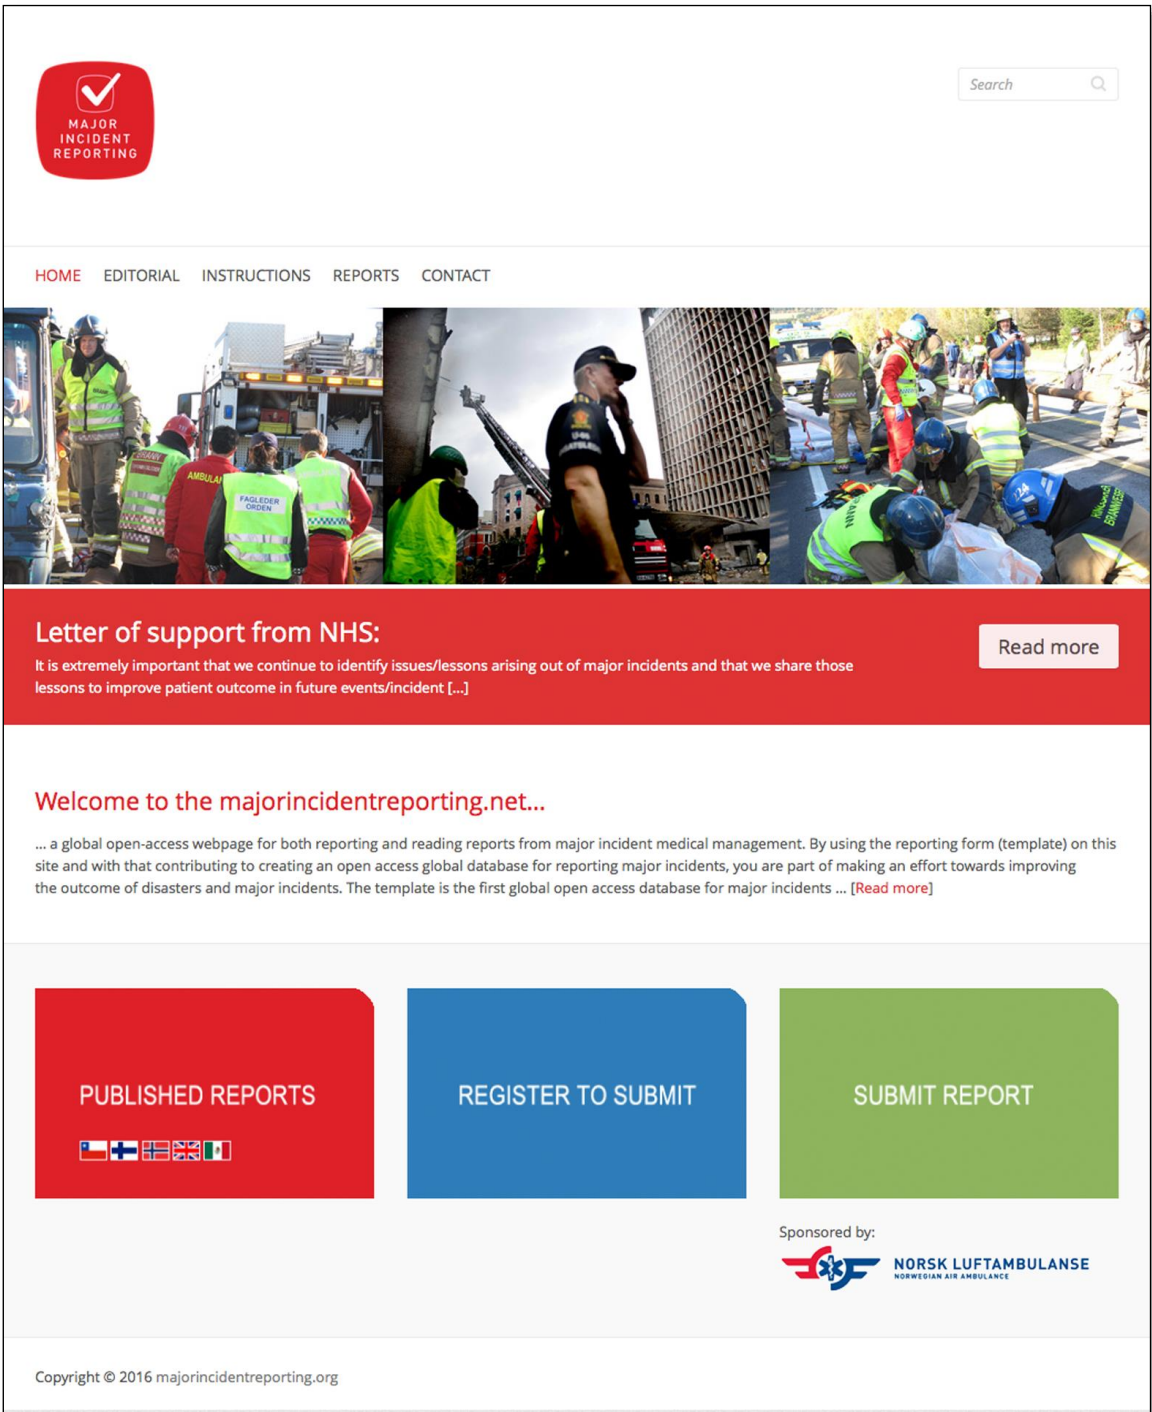 MAJOR
INCIDENT
REPORTING
Search
HOME EDITORIAL INSTRUCTIONS REPORTS CONTACT
AMBULAN
FAGLEDER
ORDEN
124
Letter of support from NHS:
It is extremely important that we continue to identify issues/lessons arising out of major incidents and that we share those
lessons to improve patient outcome in future events/incident [...]
Read more
Welcome to the majorincidentreporting.net...
... a global open-access webpage for both reporting and reading reports from major incident medical management. By using the reporting form (template) on this
site and with that contributing to creating an open access global database for reporting major incidents, you are part of making an effort towards improving
the outcome of disasters and major incidents. The template is the first global open access database for major incidents ... [Read more]
PUBLISHED REPORTS
REGISTER TO SUBMIT
SUBMIT REPORT
Sponsored by:
NORSK LUFTAMBULANSE
NORWEGIAN AIR AMBULANCE
Copyright © 2016 majorincidentreporting.org